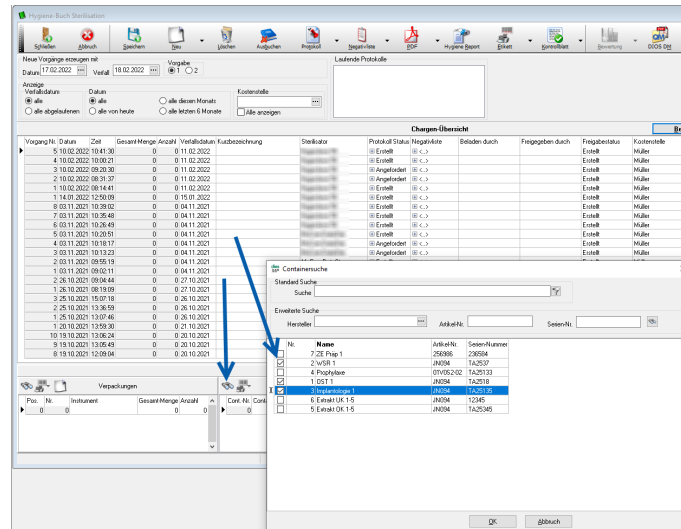 Hygiene-Buch Sterilisation
Schließen Abbruch Speichern Neu Löschen Ausbuchen Protokoll Negativliste PDF Hygiene Report Etikett Kontrollblatt Bewertung DIOS DM
Neue Vorgänge erzeugen mit
Vorgabe
Laufende Protokolle
Datum 17.02.2022 Verfall 18.02.2022 1 2
Anzeige
Verfallsdatum Datum Kostenstelle
alle alle alle diesen Monats
alle abgelaufenen alle von heute alle letzten 6 Monate Alle anzeigen
Chargen-Übersicht
Vorgang Nr. Datum Zeit Gesamt-Menge Anzahl Verfallsdatum Kurzbezeichnung Sterilisator Protokoll Status Negativliste Beladen durch Freigegeben durch Freigabestatus Kostenstelle
5 10.02.2022 10:41:30 0 0 11.02.2022 Erstellt <...> Erstellt Müller
4 10.02.2022 10:00:21 0 0 11.02.2022 Erstellt <...> Erstellt Müller
3 10.02.2022 09:20:30 0 0 11.02.2022 Angefordert <...> Erstellt Müller
2 10.02.2022 08:31:37 0 0 11.02.2022 Angefordert <...> Erstellt Müller
1 10.02.2022 08:14:41 0 0 11.02.2022 Erstellt <...> Erstellt Müller
1 14.01.2022 12:50:09 0 0 15.01.2022 Erstellt <...> Erstellt Müller
8 03.11.2021 10:39:02 0 0 04.11.2021 Erstellt <...> Erstellt Müller
7 03.11.2021 10:35:48 0 0 04.11.2021 Erstellt <...> Erstellt Müller
6 03.11.2021 10:26:49 0 0 04.11.2021 Erstellt <...> Erstellt Müller
5 03.11.2021 10:20:51 0 0 04.11.2021 Erstellt <...> Erstellt Müller
4 03.11.2021 10:18:17 0 0 04.11.2021 Angefordert <...> Erstellt Müller
3 03.11.2021 10:13:23 0 0 04.11.2021
2 03.11.2021 09:55:19 0 0 04.11.2021
1 03.11.2021 09:02:11 0 0 04.11.2021
2 26.10.2021 09:04:44 0 0 27.10.2021
1 26.10.2021 08:19:09 0 0 27.10.2021
3 25.10.2021 15:07:18 0 0 26.10.2021
2 25.10.2021 13:36:59 0 0 26.10.2021
1 25.10.2021 13:07:46 0 0 26.10.2021
1 20.10.2021 13:59:30 0 0 21.10.2021
10 19.10.2021 13:06:24 0 0 20.10.2021
9 19.10.2021 13:05:49 0 0 20.10.2021
8 19.10.2021 12:09:04 0 0 20.10.2021
Verpackungen
Pos. Nr. Instrument Gesamt-Menge Anzahl
0 0 0 0
Cont.-Nr.
0
Containersuche
Standard Suche
Suche
Erweiterte Suche
Hersteller Artikel-Nr. Serien-Nr.
Nr. Name Artikel-Nr. Serien-Nummer
7 ZE Präp 1 256986 236584
2 WSR 1 JN094 TA2537
4 Prophylaxe 01V0S2-02 TA25133
1 OST 1 JN094 TA2518
3 Implantologie 1 JN094 TA25135
6 Extrakt UK 1-5 JN094 12345
5 Extrakt OK 1-5 JN094 TA25345
OK Abbruch